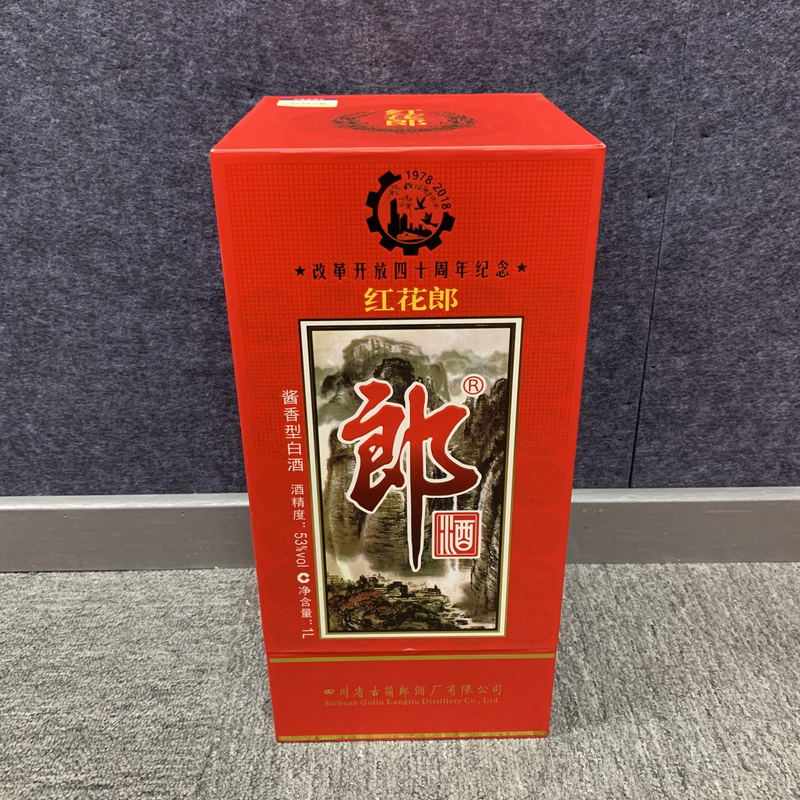 红花郎
1978 2018
改革开放四十周年纪念
红花郎
郎®
酒
酱香型白酒 酒精度：53%vol 净含量：1L
四川省古蔺郎酒厂有限公司
Sichuan Gulin Langjiu Distillery Co., Ltd.